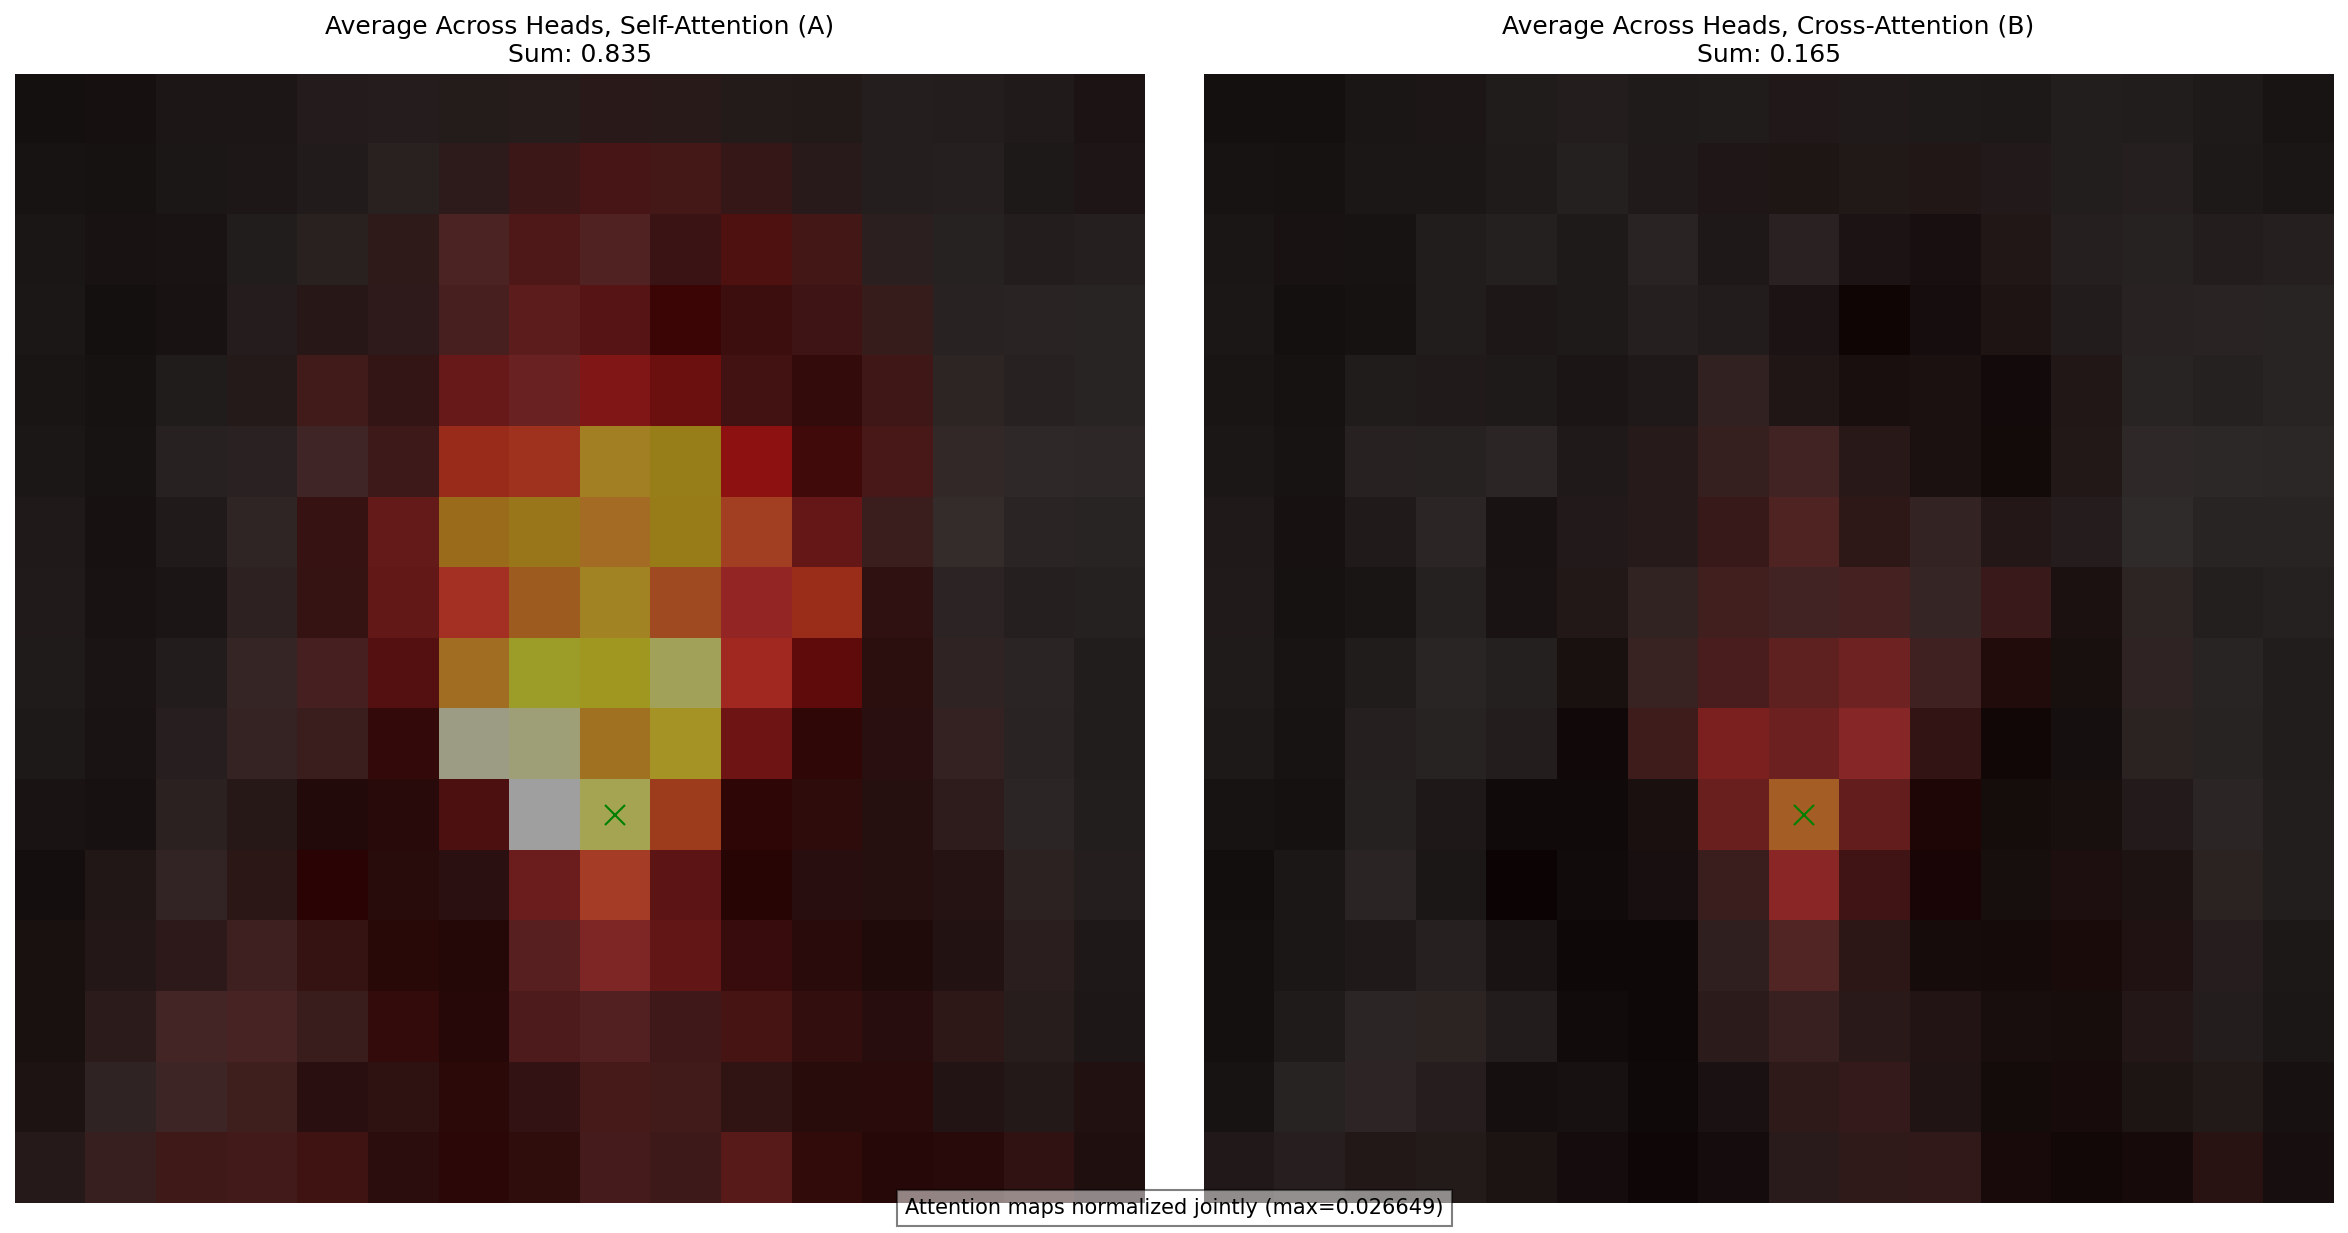 Average Across Heads, Self-Attention (A)
Sum: 0.835
Average Across Heads, Cross-Attention (B)
Sum: 0.165
Attention maps normalized jointly (max=0.026649)